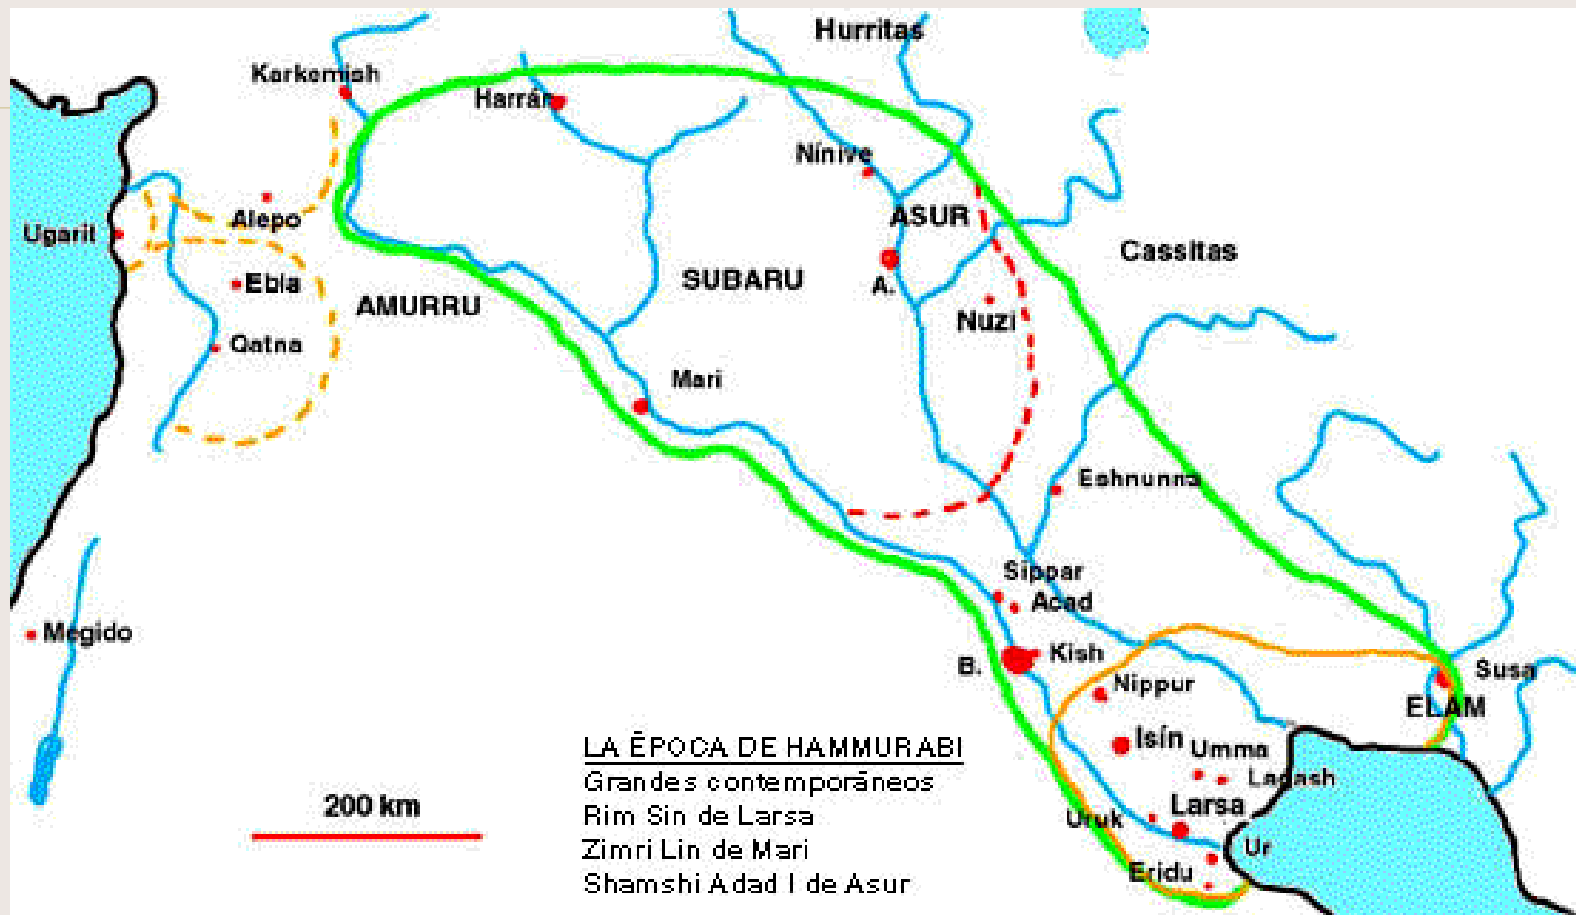 Hurritas
Karkemish
Harrán
Nínive
Alepo
ASUR
Ugarit
Cassitas
Ebla
SUBARU
A.
AMURRU
Nuzi
Qatna
Mari
Eshnunna
Sippar
Acad
Megido
Kish
B.
Susa
Nippur
ELAM
Isín
Umma
LA ÉPOCA DE HAMMURABI
Lagash
Grandes contemporáneos
200 km
Larsa
Rim Sin de Larsa
Uruk
Zimri Lin de Mari
Ur
Eridu
Shamshi Adad I de Asur